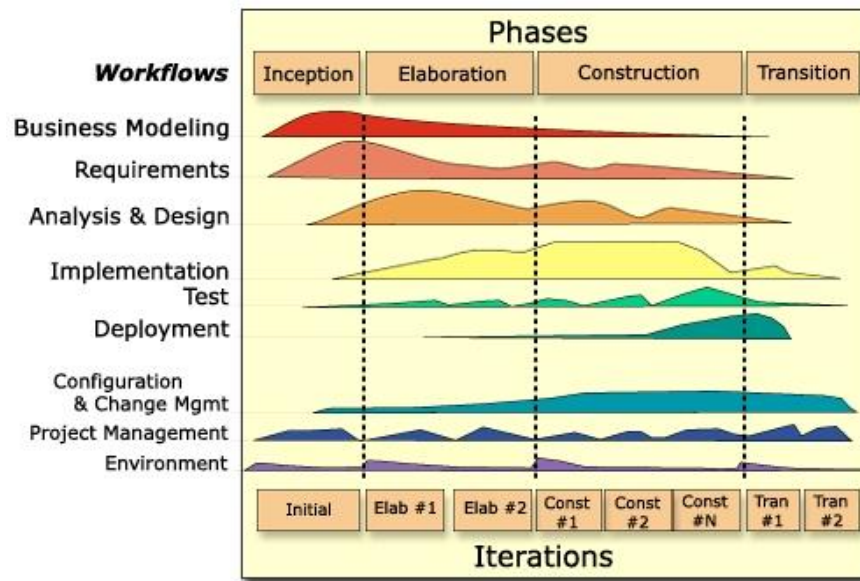 Phases
Workflows
Inception
Elaboration
Construction
Transition
Business Modeling
Requirements
Analysis & Design
Implementation
Test
Deployment
Configuration
& Change Mgmt
Project Management
Environment
Initial
Elab #1
Elab #2
Const
#1
Const
#2
Const
#N
Tran
#1
Tran
#2
Iterations